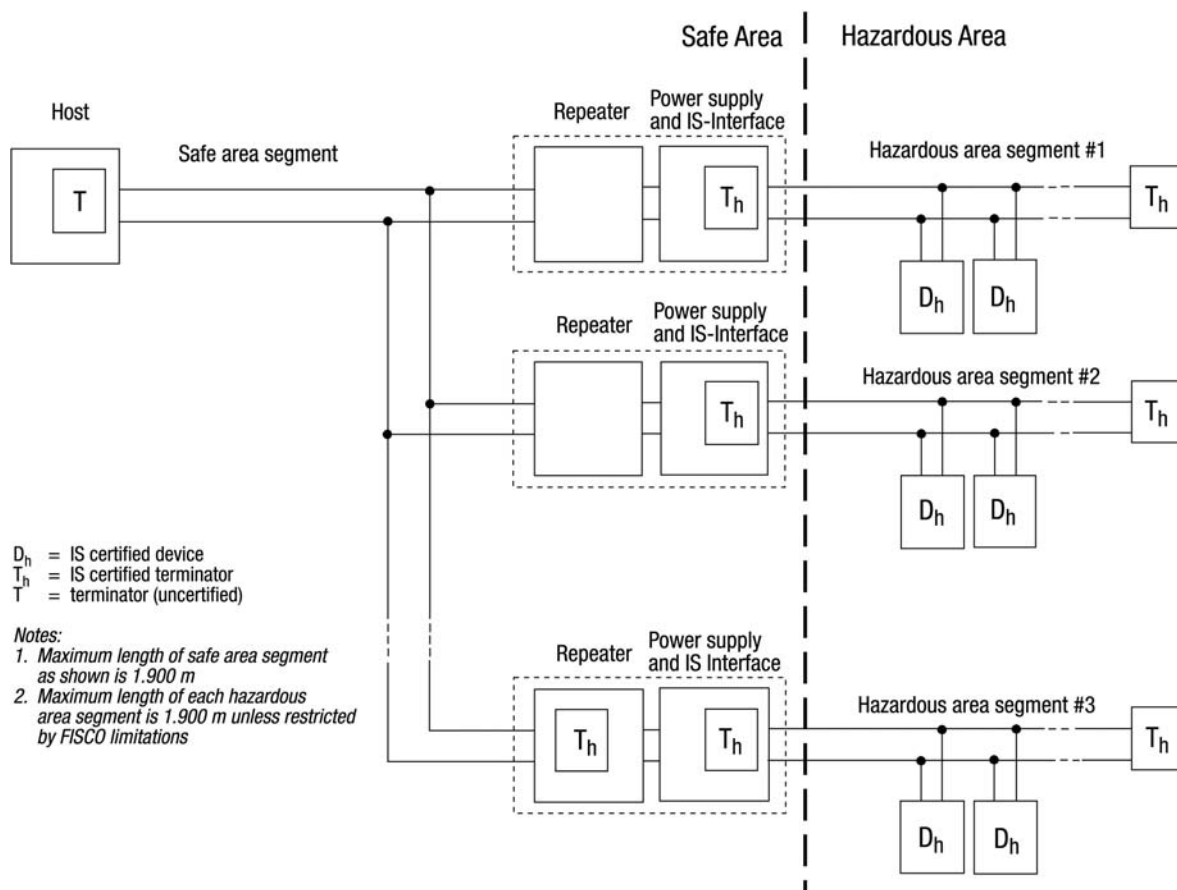 Safe Area
Hazardous Area
Host
T
Safe area segment
Repeater
Power supply
and IS-Interface
Th
Hazardous area segment #1
Th
Dh
Dh
Repeater
Power supply
and IS-Interface
Th
Hazardous area segment #2
Th
Dh
Dh
Dh = IS certified device
Th = IS certified terminator
T = terminator (uncertified)
Notes:
1. Maximum length of safe area segment
as shown is 1.900 m
2. Maximum length of each hazardous
area segment is 1.900 m unless restricted
by FISCO limitations
Repeater
Power supply
and IS Interface
Th
Th
Hazardous area segment #3
Th
Dh
Dh